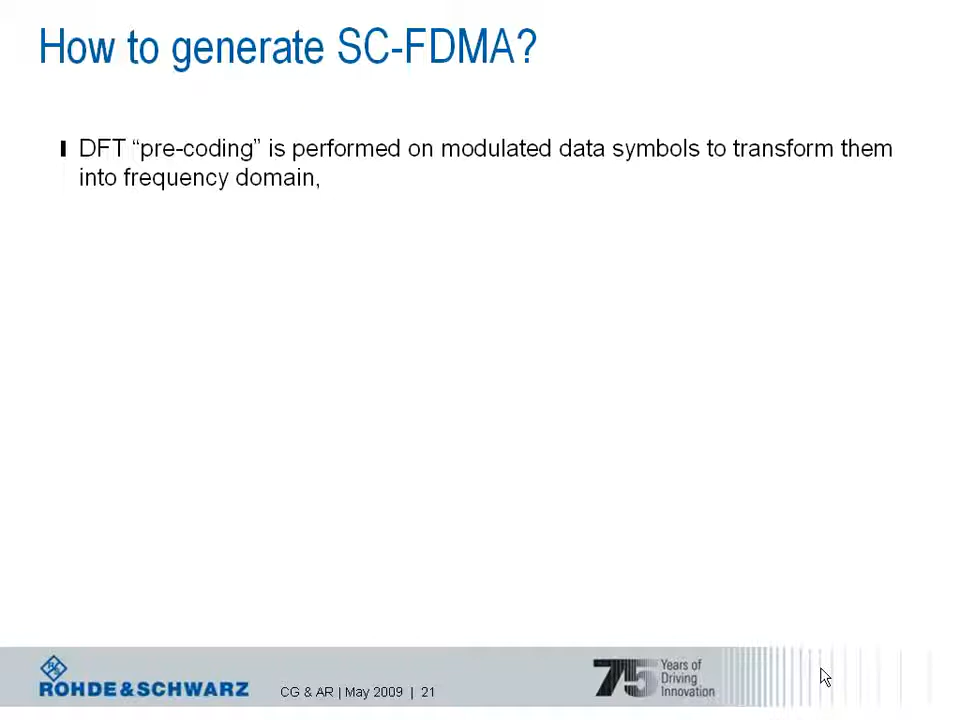 How to generate SC-FDMA?
DFT “pre-coding” is performed on modulated data symbols to transform them
into frequency domain,
ROHDE&SCHWARZ
CG & AR | May 2009 | 21
75 Years of
Driving
Innovation